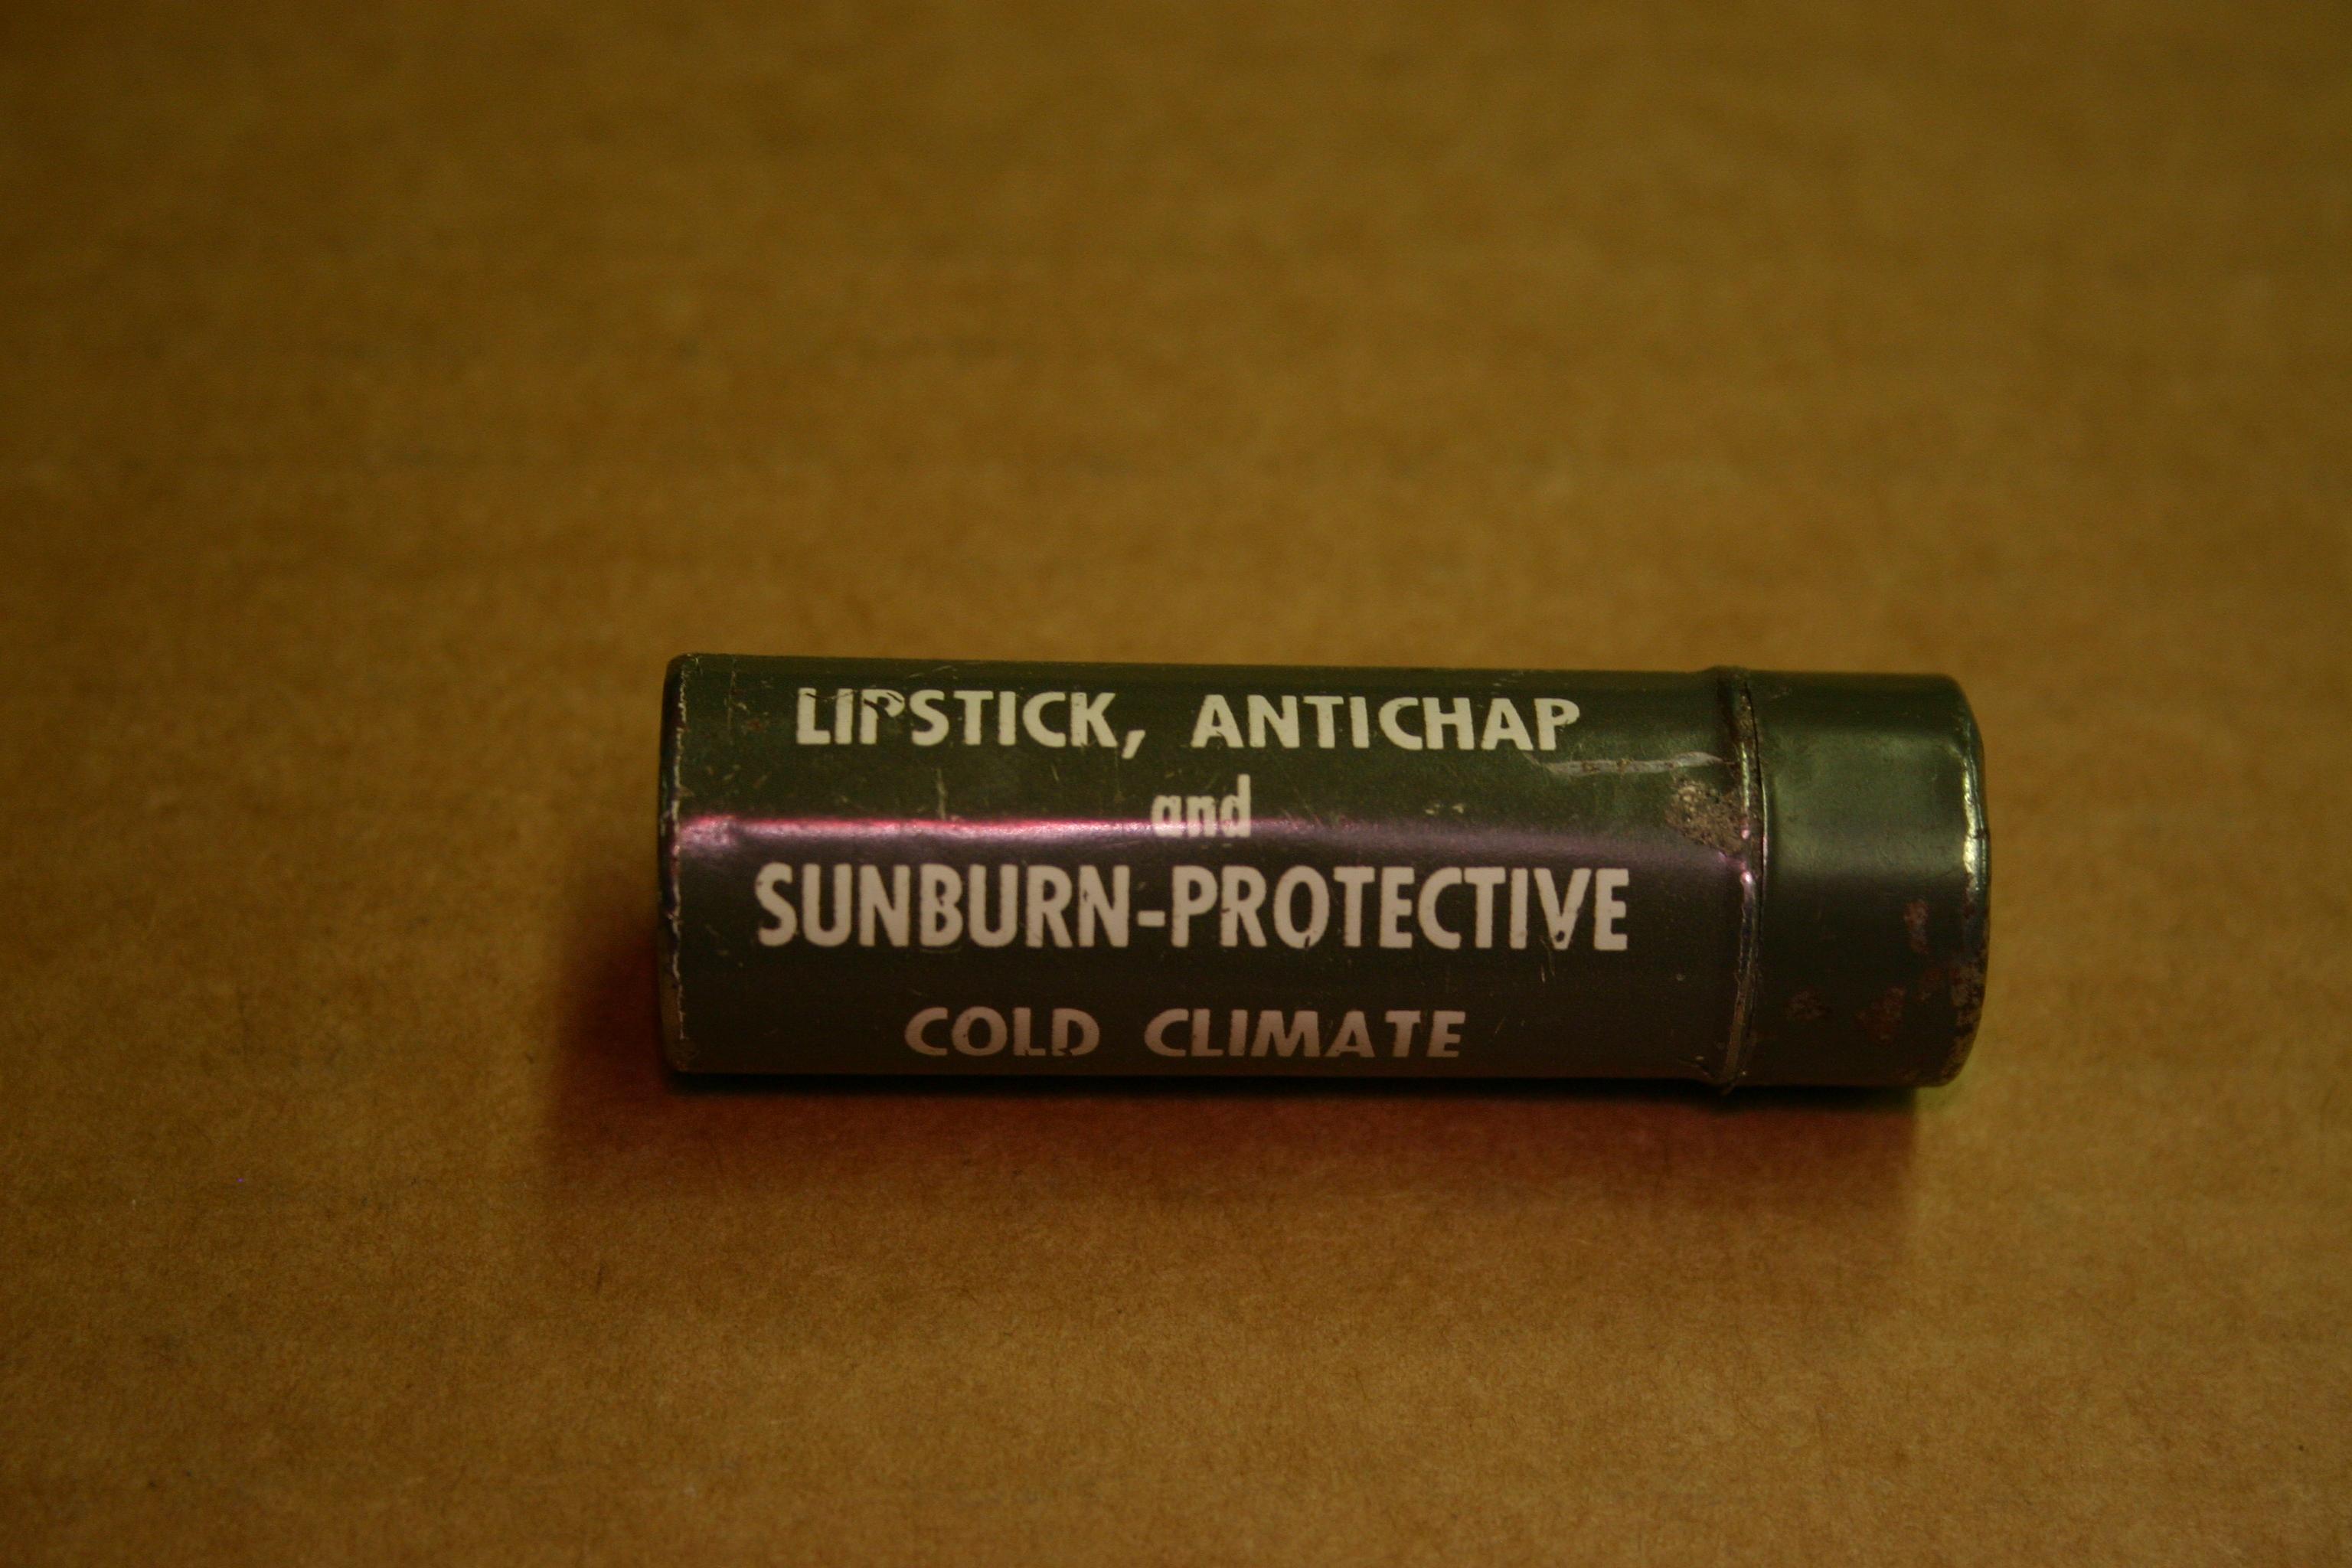 LIPSTICK, ANTICHAP
and
SUNBURN-PROTECTIVE
COLD CLIMATE